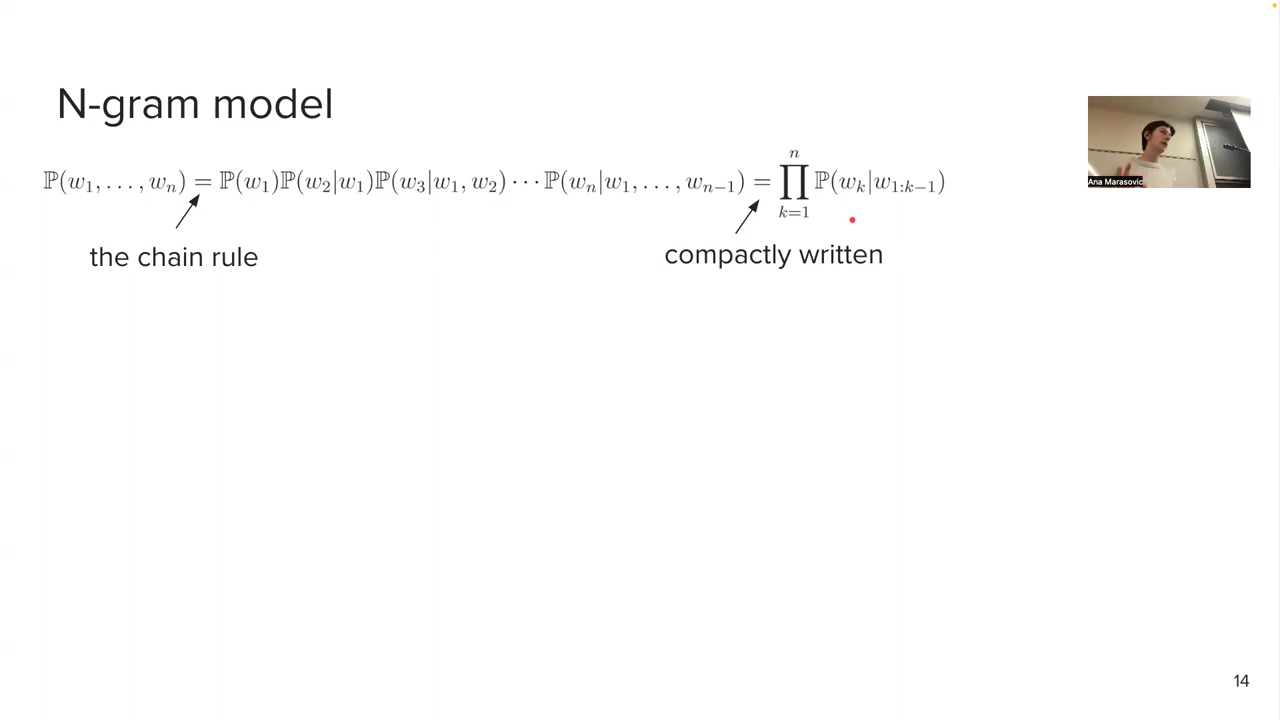 N-gram model
ℙ(w₁, . . . , wₙ) = ℙ(w₁)ℙ(w₂|w₁)ℙ(w₃|w₁, w₂) · · · ℙ(wₙ|w₁, . . . , wₙ₋₁) = ∏ₖ₌₁ⁿ ℙ(wₖ|w₁:ₖ₋₁)
the chain rule
compactly written
Ana Marasovic
14